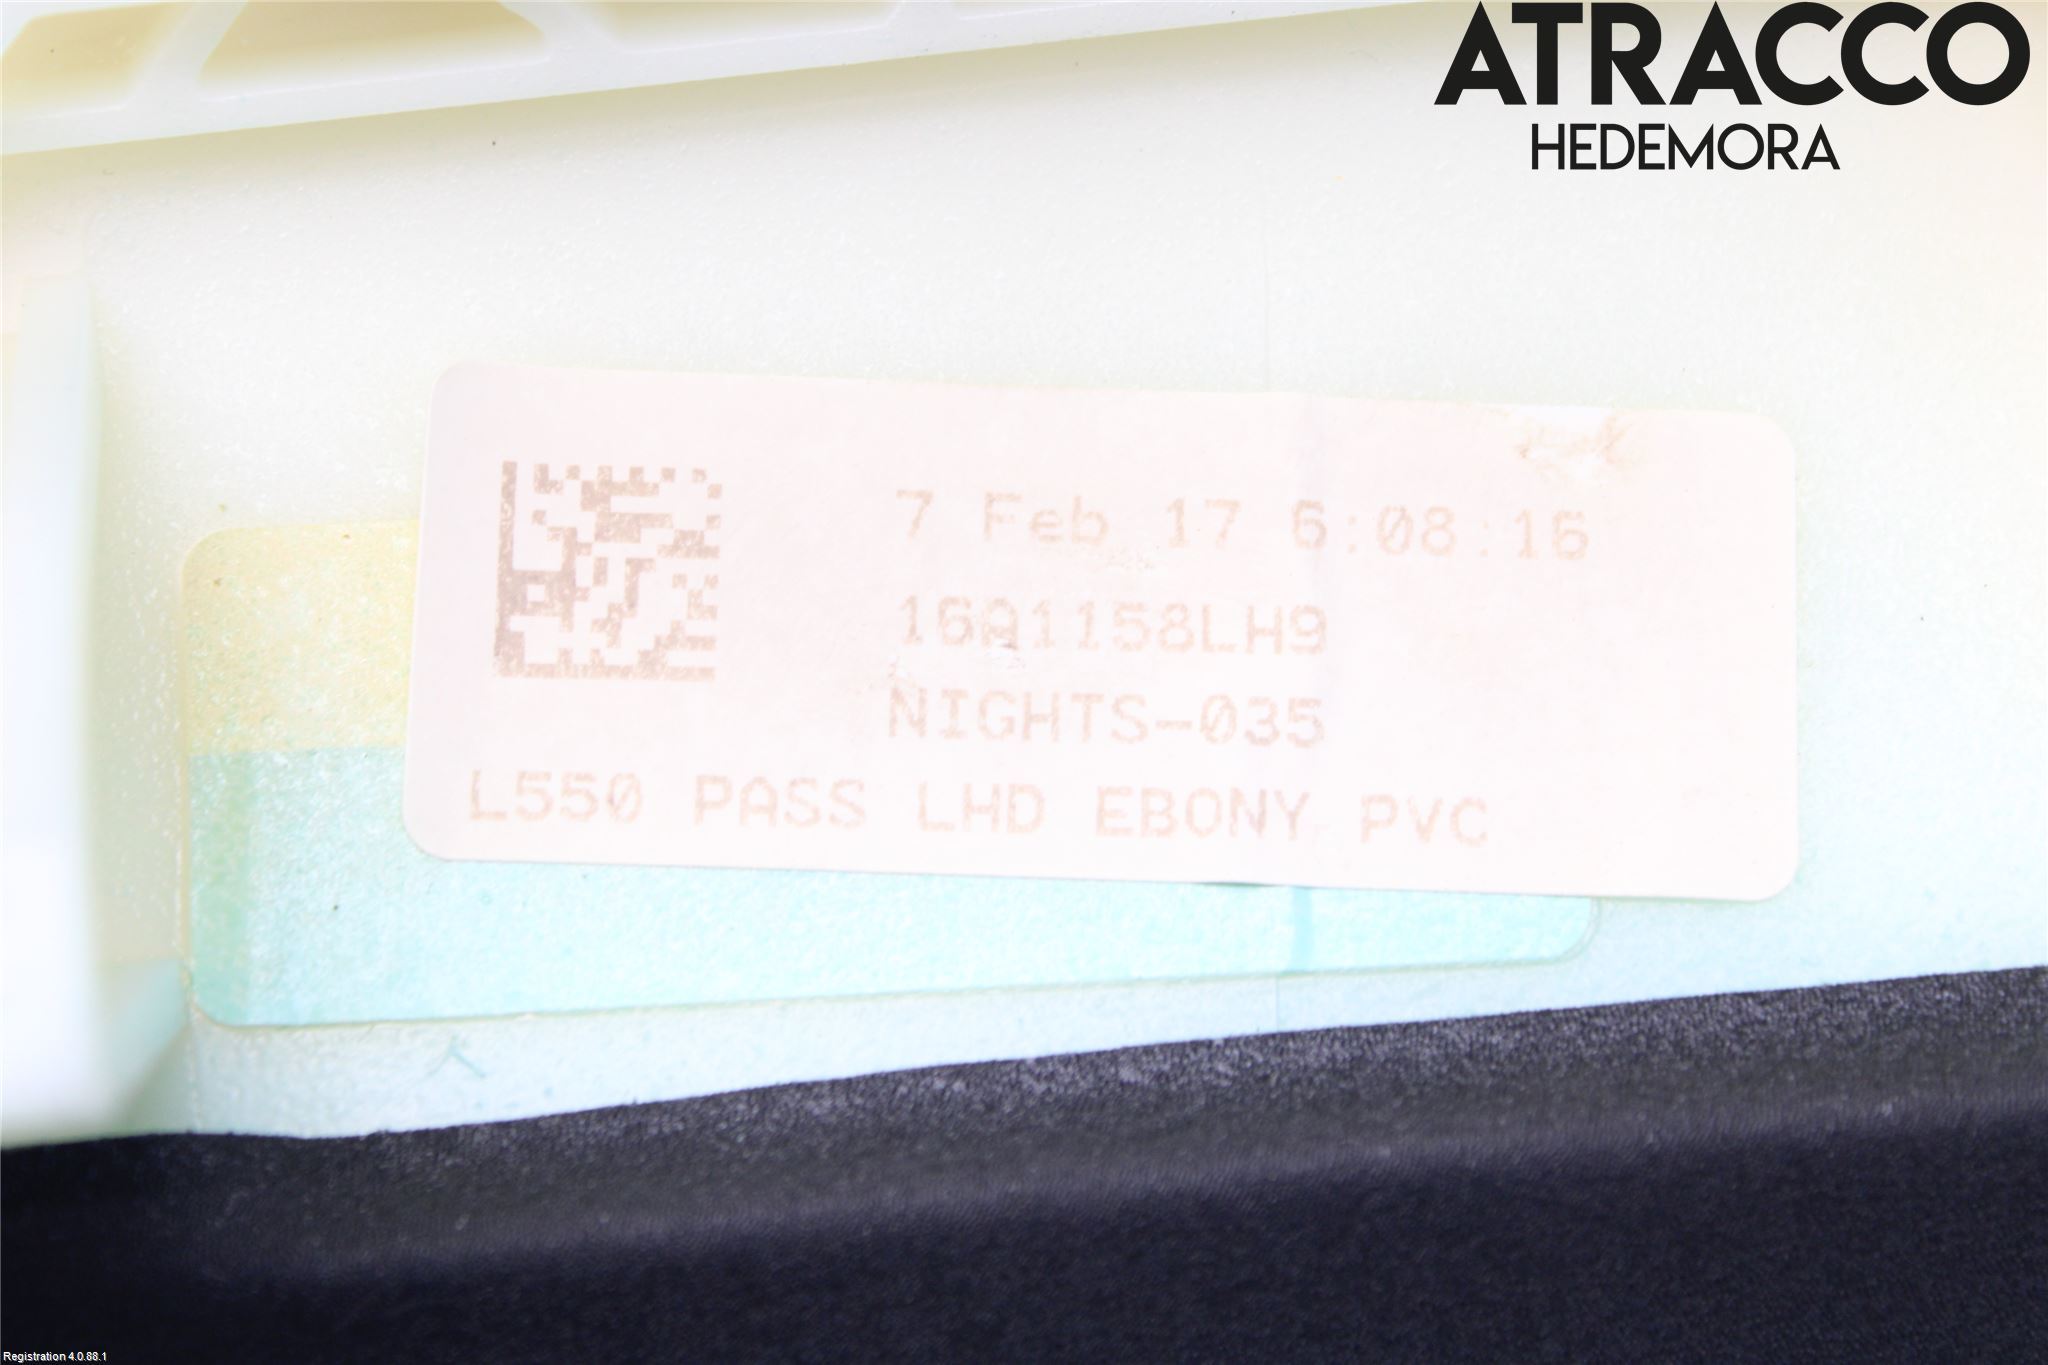 ATRACCO
HEDEMORA
7 Feb 17 6:08:16
16A1158LH9
NIGHTS-035
L550 PASS LHD EBONY PVC
Registration 4.0.88.1